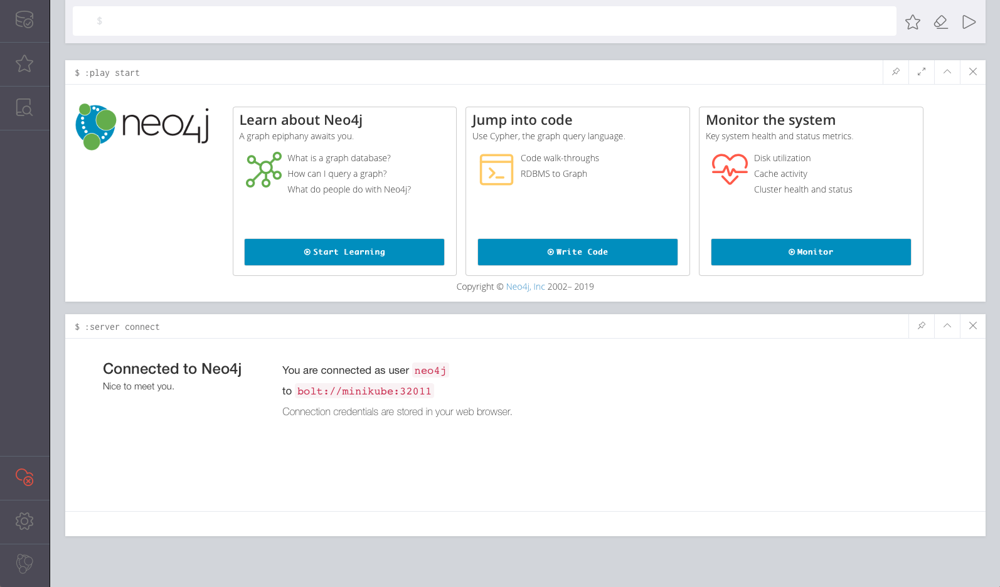 $
$ :play start
neo4j
Learn about Neo4j
A graph epiphany awaits you.
What is a graph database?
How can I query a graph?
What do people do with Neo4j?
Start Learning
Jump into code
Use Cypher, the graph query language.
Code walk-throughs
RDBMS to Graph
Write Code
Monitor the system
Key system health and status metrics.
Disk utilization
Cache activity
Cluster health and status
Monitor
Copyright © Neo4j, Inc 2002– 2019
$ :server connect
Connected to Neo4j
Nice to meet you.
You are connected as user neo4j
to bolt://minikube:32011
Connection credentials are stored in your web browser.